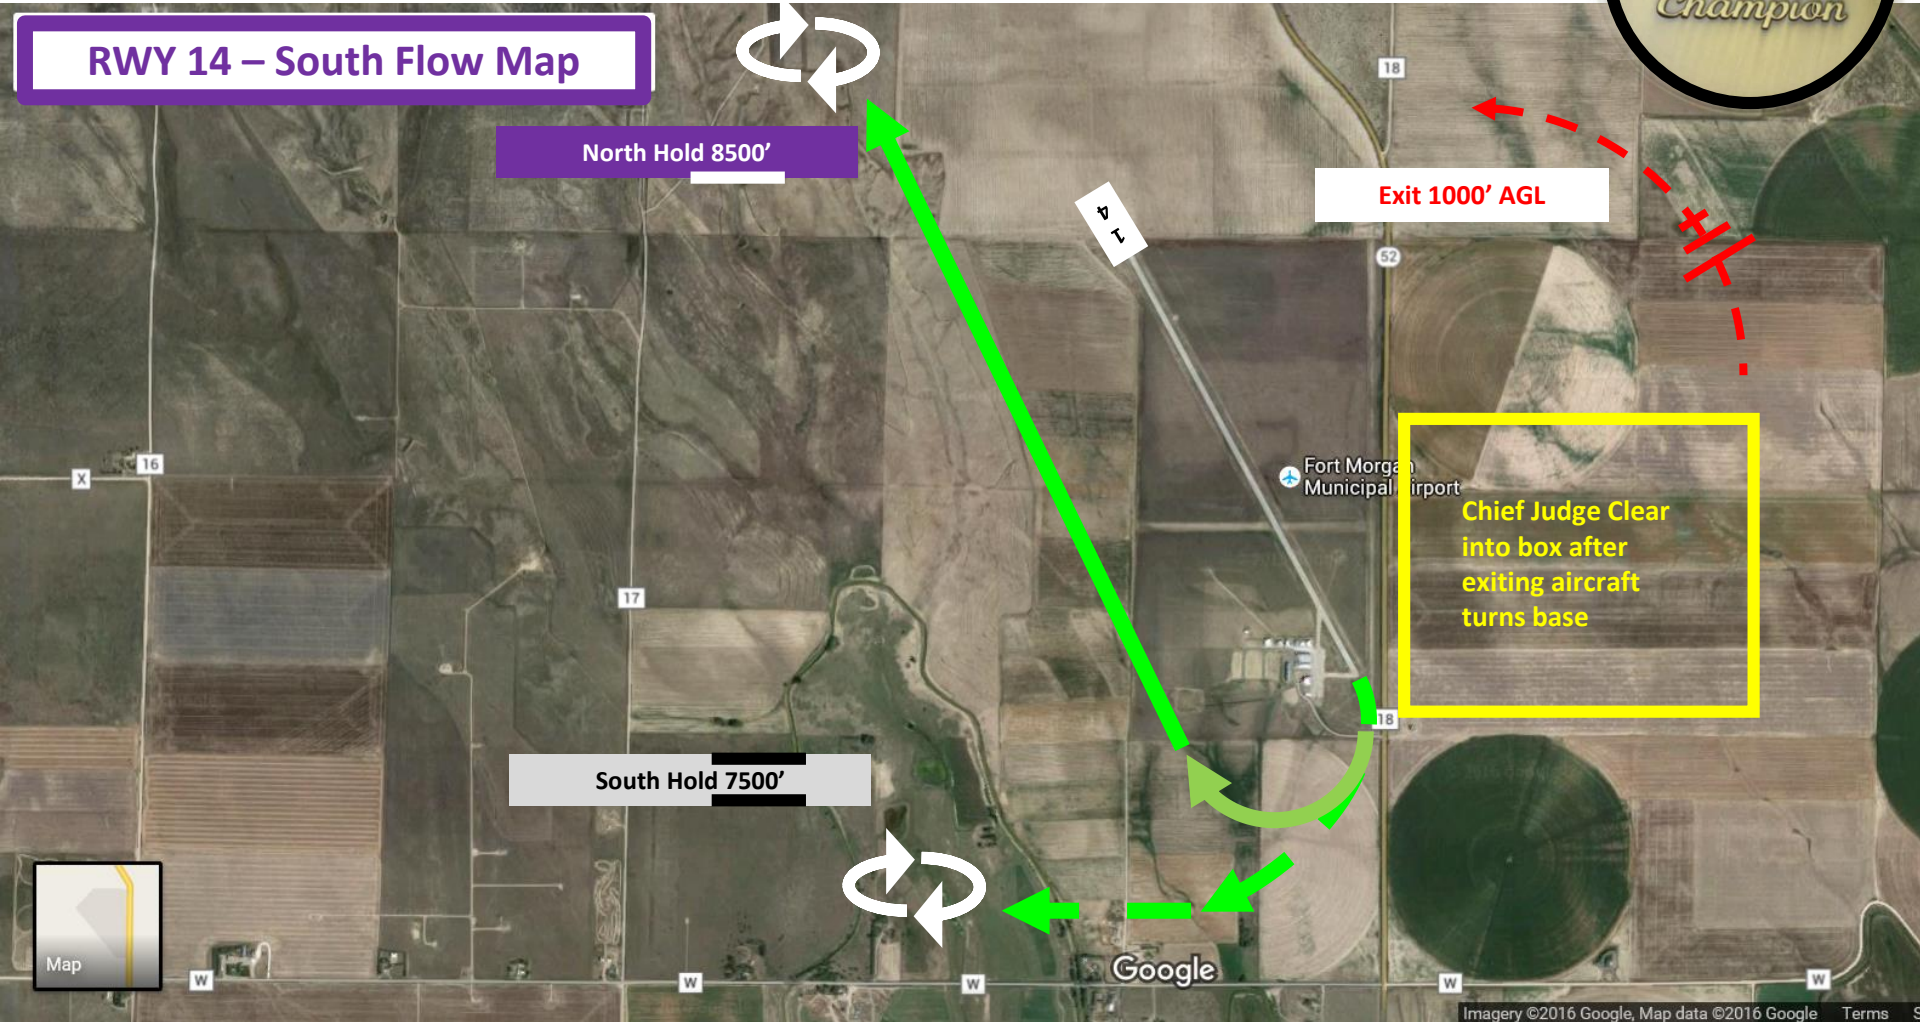 Champion
RWY 14 – South Flow Map
18
North Hold 8500’
Exit 1000’ AGL
14
52
Fort Morgan
Municipal Airport
16
X
Chief Judge Clear
into box after
exiting aircraft
turns base
17
18
South Hold 7500’
Map
Google
W
W
W
W
W
Imagery ©2016 Google, Map data ©2016 Google Terms S